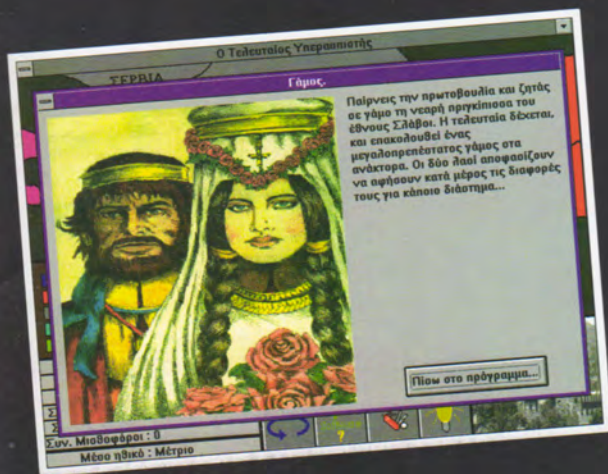 Ο Τελευταίος Υπερασπιστής
ΣΕΡΒΙΑ
Γάμος.
Παίρνεις την πρωτοβουλία και ζητάς
σε γάμο τη νεαρή πριγκίπισσα του
έθνους Σλάβοι. Η τελευταία δέχεται,
και επακολουθεί ένας
μεγαλοπρεπέστατος γάμος στα
ανάκτορα. Οι δύο λαοί αποφασίζουν
να αφήσουν κατά μέρος τις διαφορές
τους για κάποιο διάστημα...
Πίσω στο πρόγραμμα...
Συν. Μισθοφόροι : 0
?
Μέσο ηθικό : Μέτριο